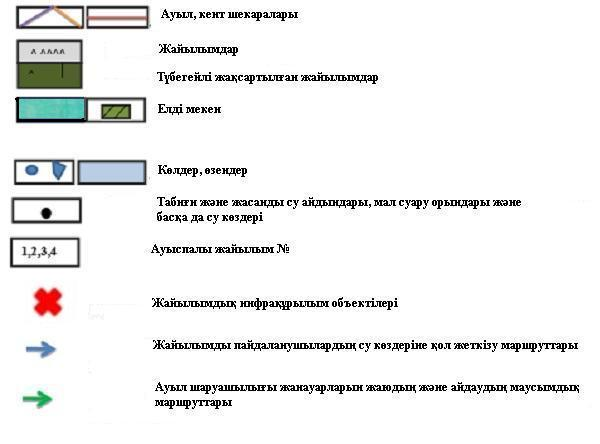 Ауыл, кент шекаралары
Жайылымдар
Түбегейлі жақсартылған жайылымдар
Елді мекен
Көлдер, өзендер
Табиғи және жасанды су айдындары, мал суару орындары және
басқа да су көздері
1,2,3,4 Ауыспалы жайылым №
Жайылымдық инфрақұрылым объектілері
Жайылымды пайдаланушылардың су көздеріне қол жеткізу маршруттары
Ауыл шаруашылығы жануарларын жаюдың және айдаудың маусымдық
маршруттары